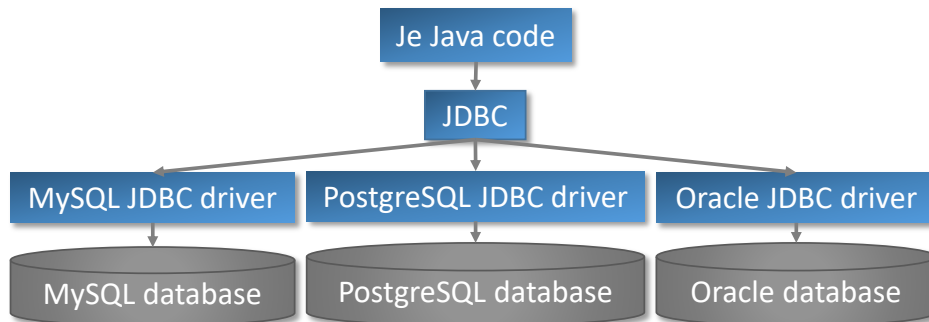 Je Java code
JDBC
MySQL JDBC driver
PostgreSQL JDBC driver
Oracle JDBC driver
MySQL database
PostgreSQL database
Oracle database